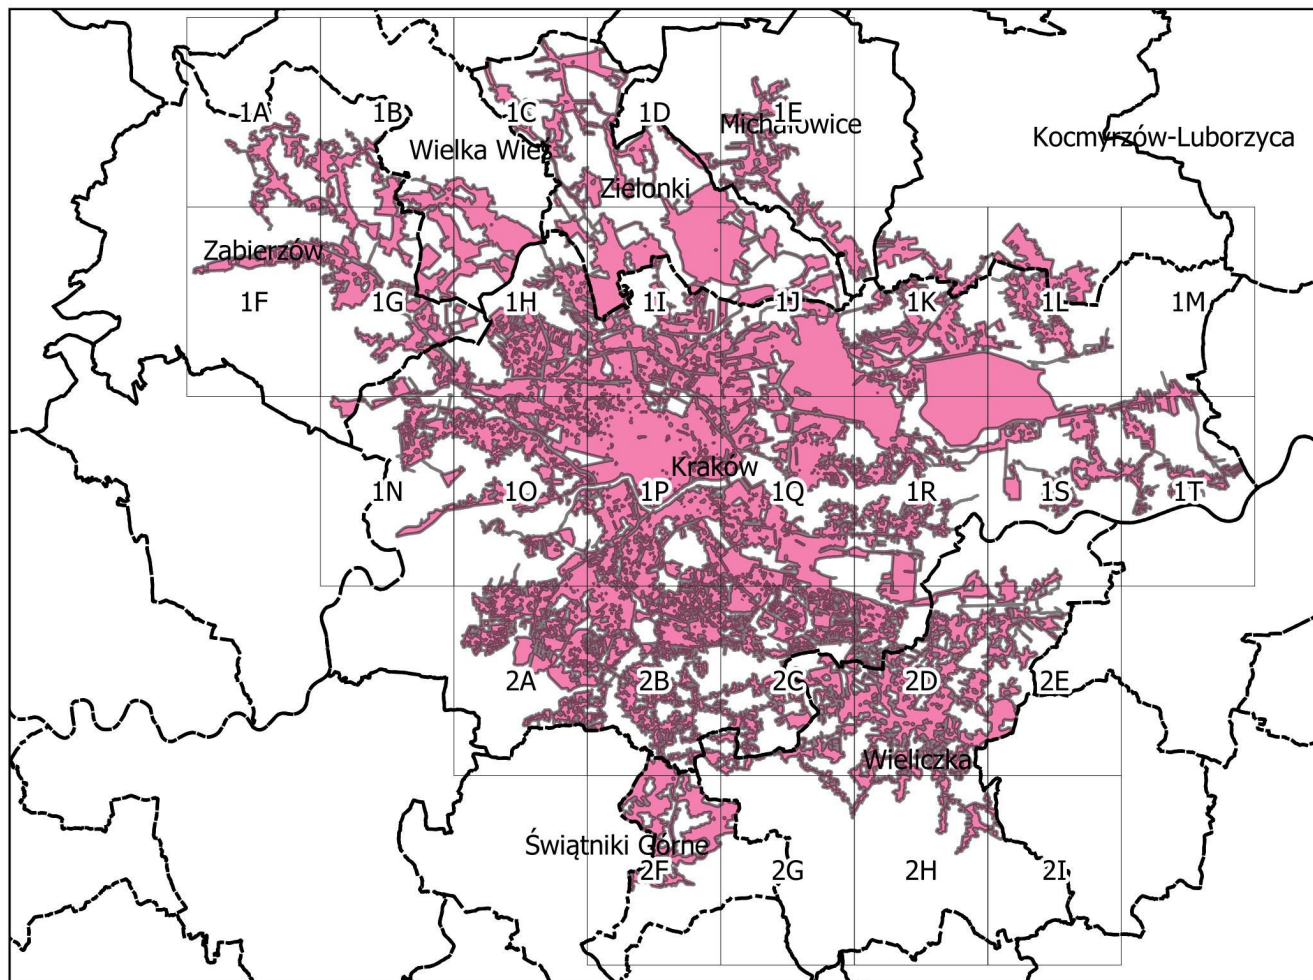 1A 1B 1C 1D 1E
Michałowice
Kocmyrzów-Luborzyca
Wielka Wieś
Zielonki
Zabierzów
1F 1G 1H 1I 1J 1K 1L 1M
Kraków
1N 1O 1P 1Q 1R 1S 1T
2A 2B 2C 2D 2E
Wieliczka
Świątniki Górne
2F 2G 2H 2I